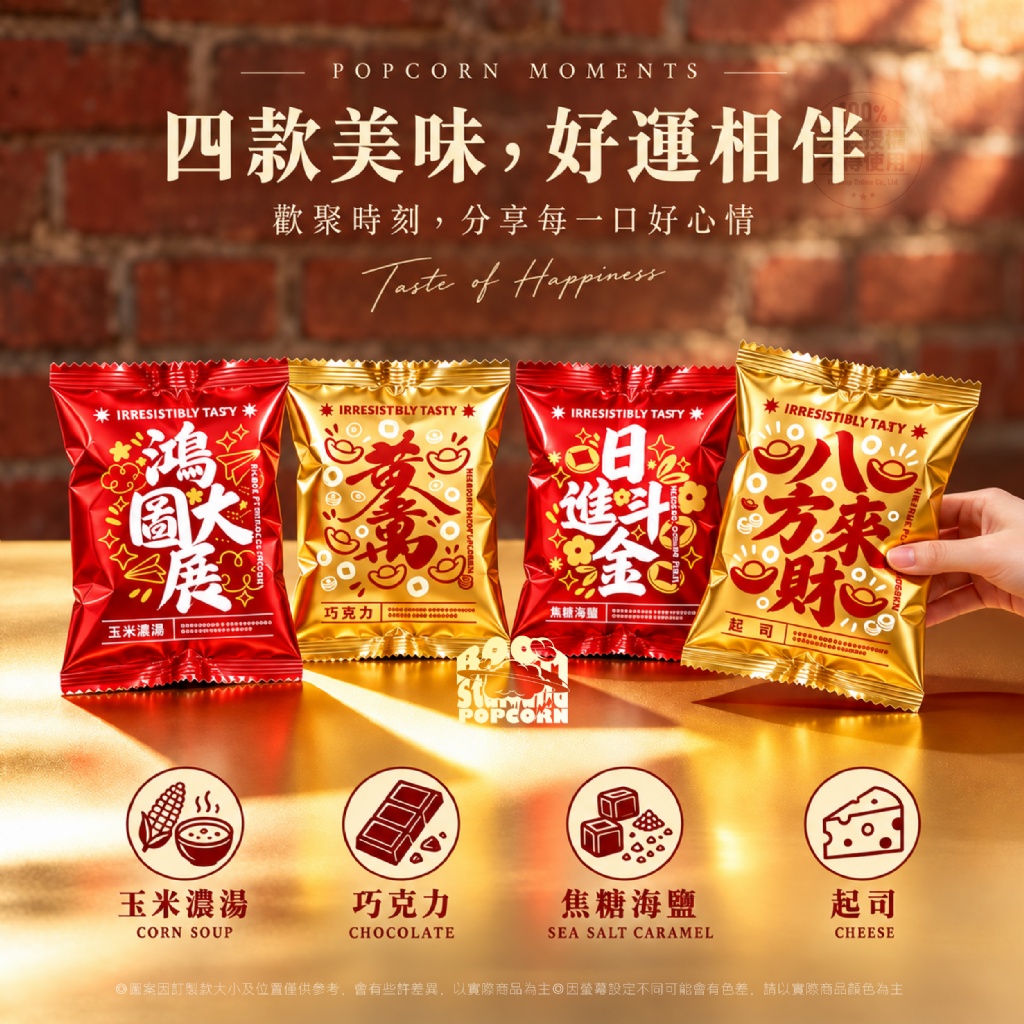 POPCORN MOMENTS
四款美味，好運相伴
歡聚時刻，分享每一口好心情
Taste of Happiness
100%
IRRESISTIBLY TASTY
鴻圖大展
玉米濃湯
IRRESISTIBLY TASTY
巧克力
IRRESISTIBLY TASTY
日進斗金
焦糖海鹽
IRRESISTIBLY TASTY
八方來財
起司
POPCORN
玉米濃湯
CORN SOUP
巧克力
CHOCOLATE
焦糖海鹽
SEA SALT CARAMEL
起司
CHEESE
◎圖案因訂製款大小及位置僅供參考，會有些許差異，以實際商品為主◎因螢幕設定不同可能會有色差，請以實際商品顏色為主